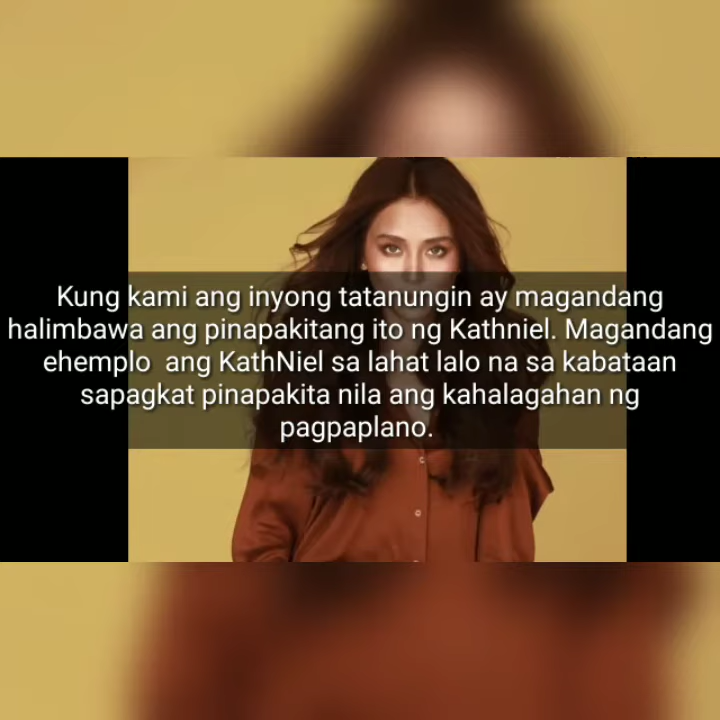 Kung kami ang inyong tatanungin ay magandang
halimbawa ang pinapakitang ito ng Kathniel. Magandang
ehemplo  ang KathNiel sa lahat lalo na sa kabataan
sapagkat pinapakita nila ang kahalagahan ng
pagpaplano.